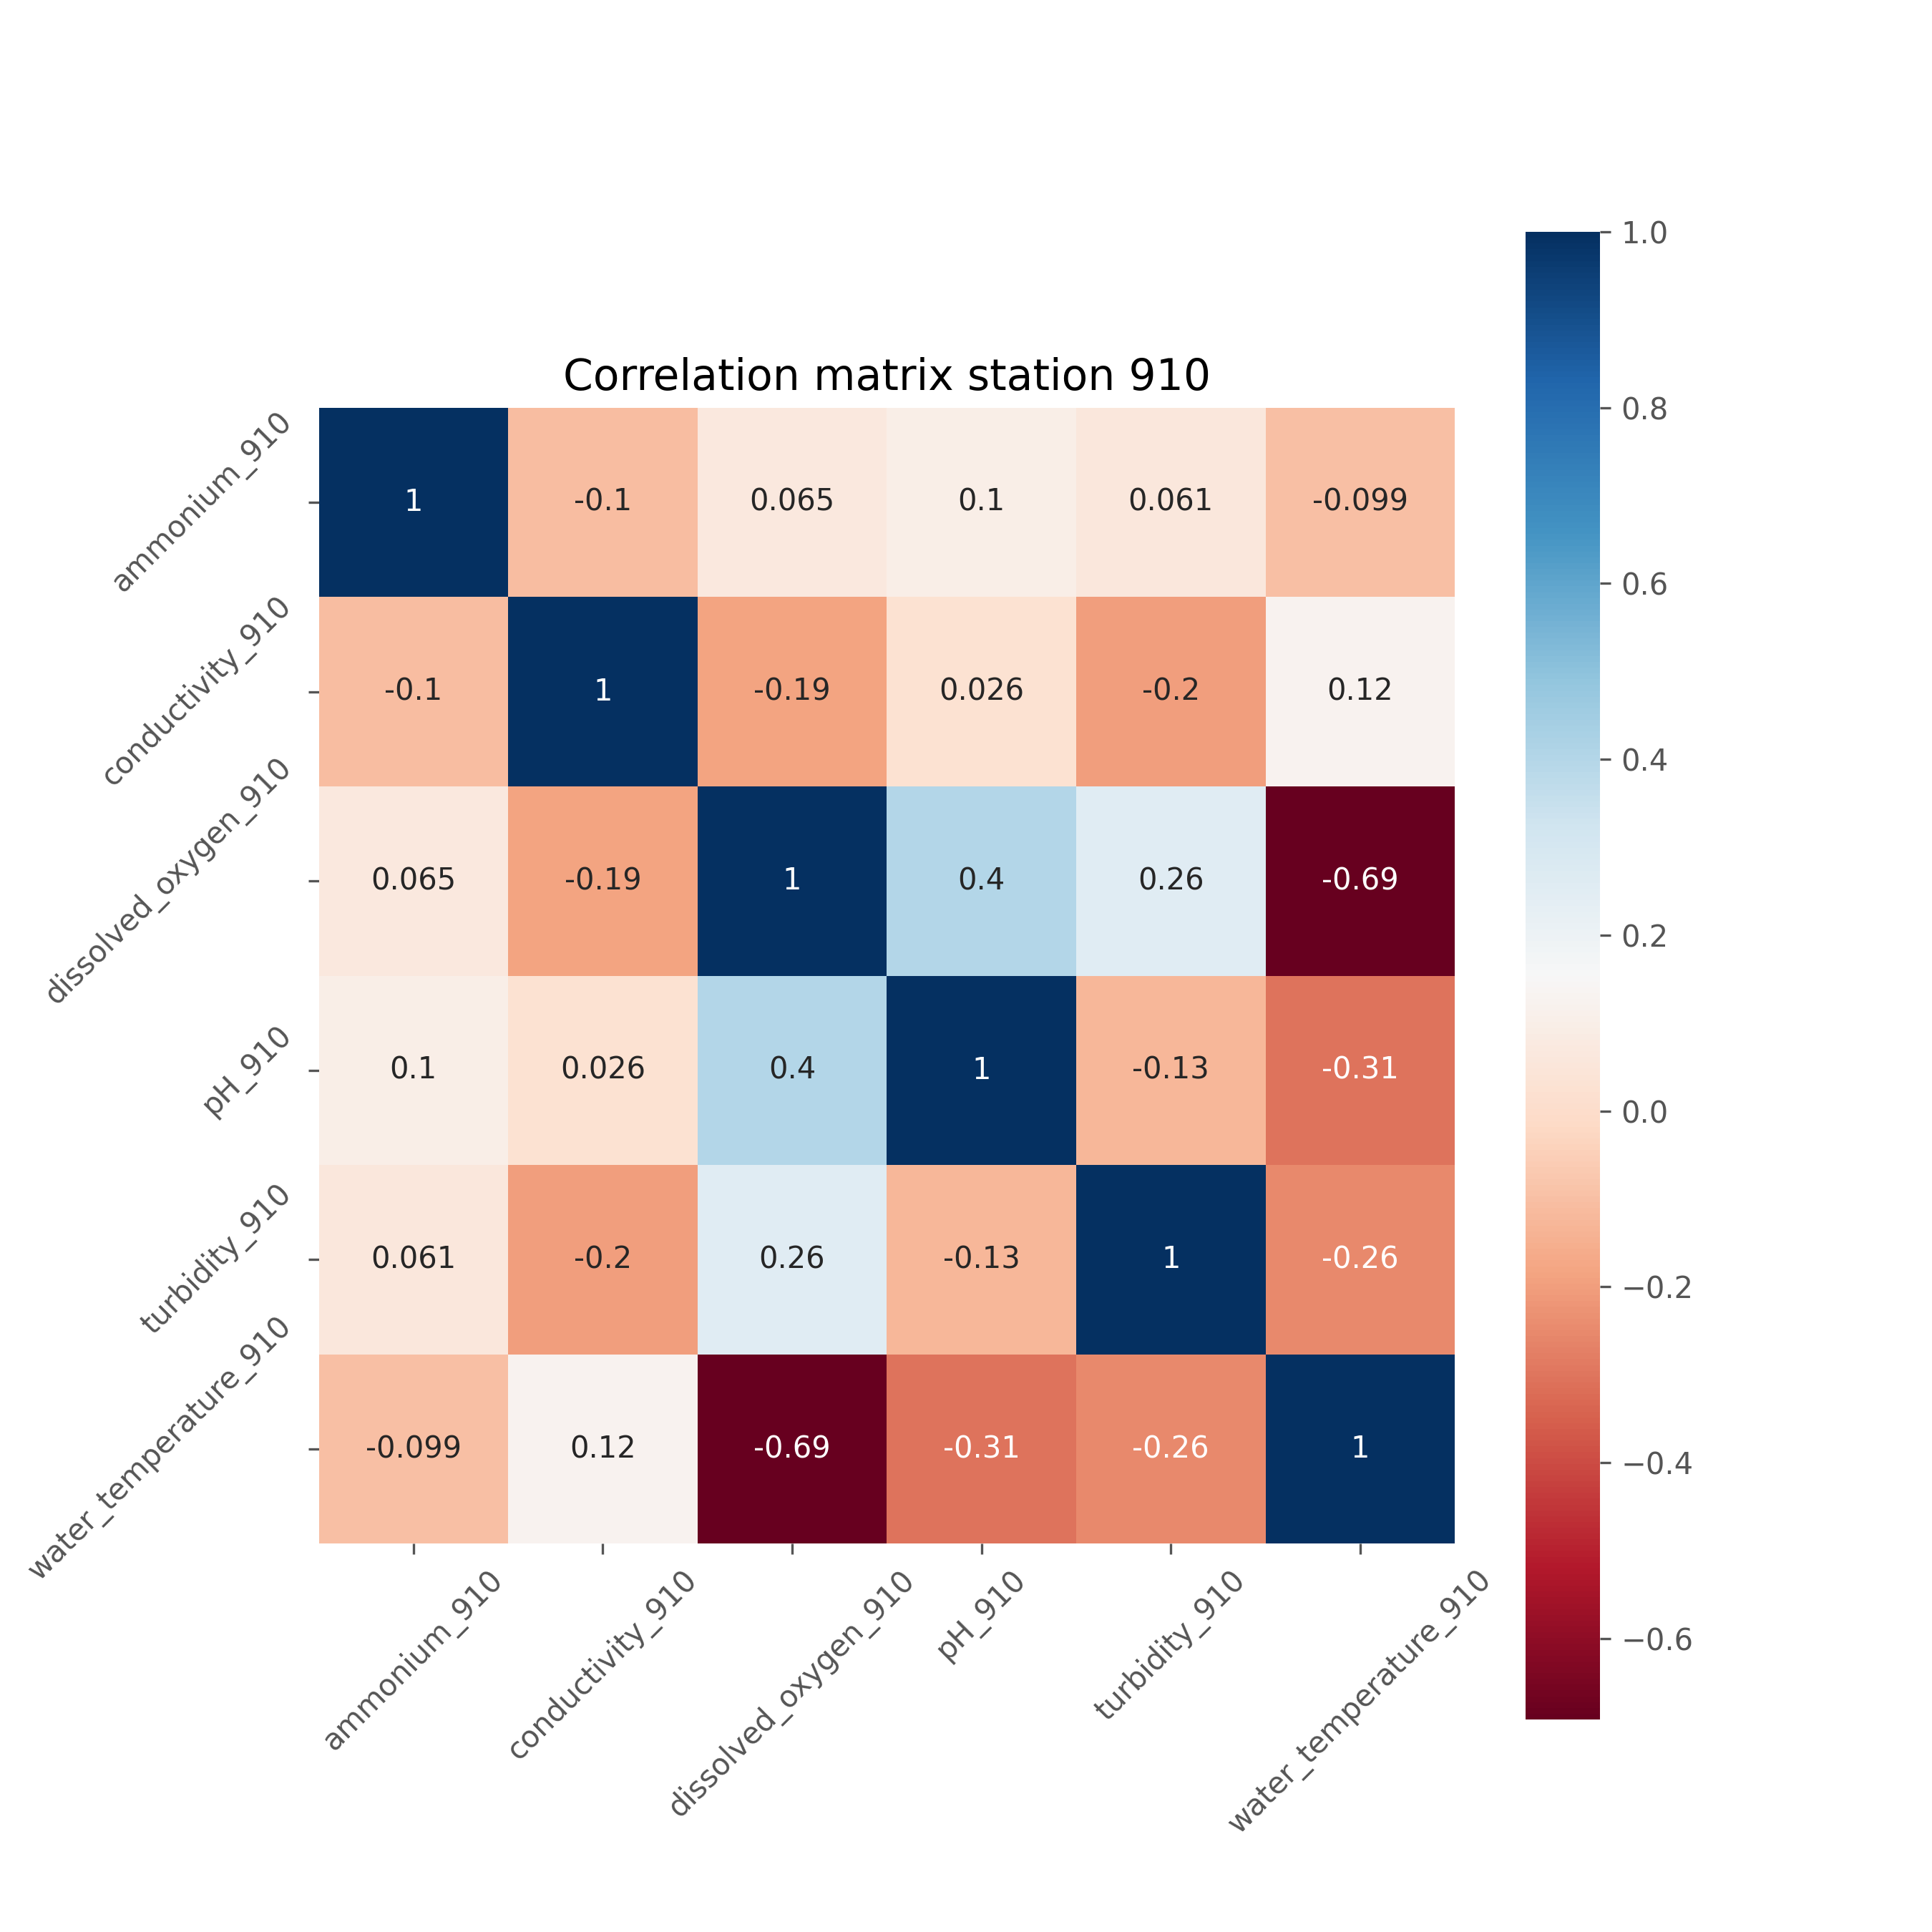 Correlation matrix station 910
ammonium_910 1 -0.1 0.065 0.1 0.061 -0.099
conductivity_910 -0.1 1 -0.19 0.026 -0.2 0.12
dissolved_oxygen_910 0.065 -0.19 1 0.4 0.26 -0.69
pH_910 0.1 0.026 0.4 1 -0.13 -0.31
turbidity_910 0.061 -0.2 0.26 -0.13 1 -0.26
water_temperature_910 -0.099 0.12 -0.69 -0.31 -0.26 1
ammonium_910 conductivity_910 dissolved_oxygen_910 pH_910 turbidity_910 water_temperature_910
1.0
0.8
0.6
0.4
0.2
0.0
−0.2
−0.4
−0.6